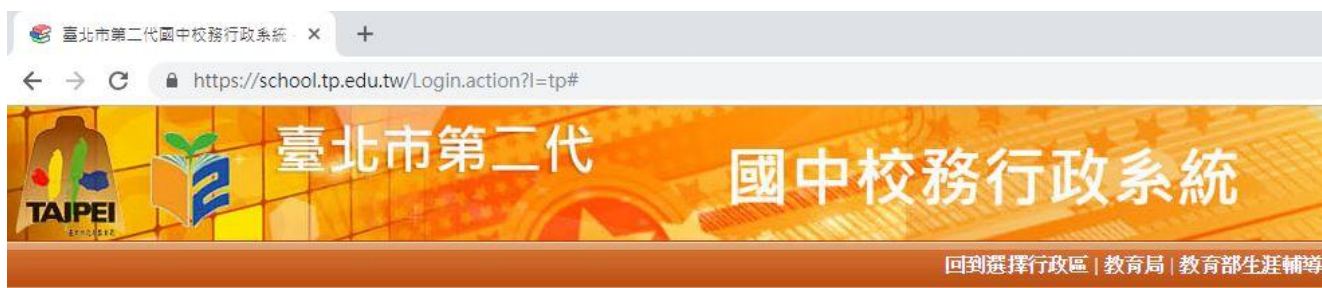 臺北市第二代國中校務行政系統
https://school.tp.edu.tw/Login.action?l=tp#
臺北市第二代
國中校務行政系統
TAIPEI
回到選擇行政區 | 教育局 | 教育部生涯輔導